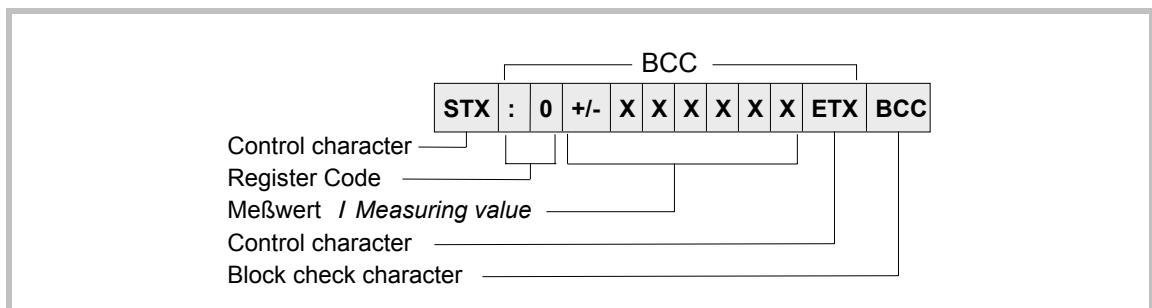 BCC
STX : 0 +/- X X X X X X ETX BCC
Control character
Register Code
Meßwert / Measuring value
Control character
Block check character